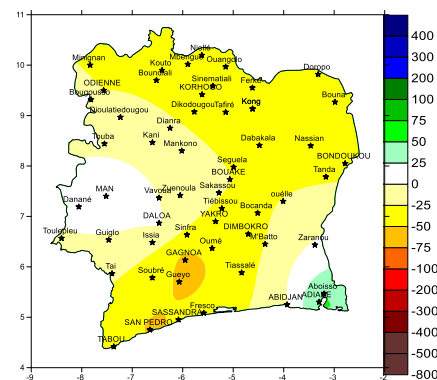 11
10
9
8
7
6
5
4
-9
-8
-7
-6
-5
-4
-3
-2
Niellé
Mbengué
Minignan
Kouto
Ouangolo
Doropo
Boundiali
Sinematiali
Ferké
ODIENNE
KORHOGO
Bougousso
Bouna
Kong
Dikodougou
Tafiré
Dioulatiedougou
Dianra
Touba
Kani
Mankono
Dabakala
Nassian
BONDOUKOU
Seguela
BOUAKE
Tanda
MAN
Vavoua
Zuenoula
Sakassou
ouélle
Danané
Tiébissou
Bocanda
DALOA
YAKRO
DIMBOKRO
Toulepleu
Guiglo
Issia
Sinfra
Oumé
M'Batto
Zaranou
GAGNOA
Taï
Soubré
Gueyo
Tiassalé
Aboisso
ADIAKE
ABIDJAN
Fresco
SASSANDRA
SAN PEDRO
TABOU
400
300
200
100
75
50
25
0
-25
-50
-75
-100
-200
-300
-400
-500
-800